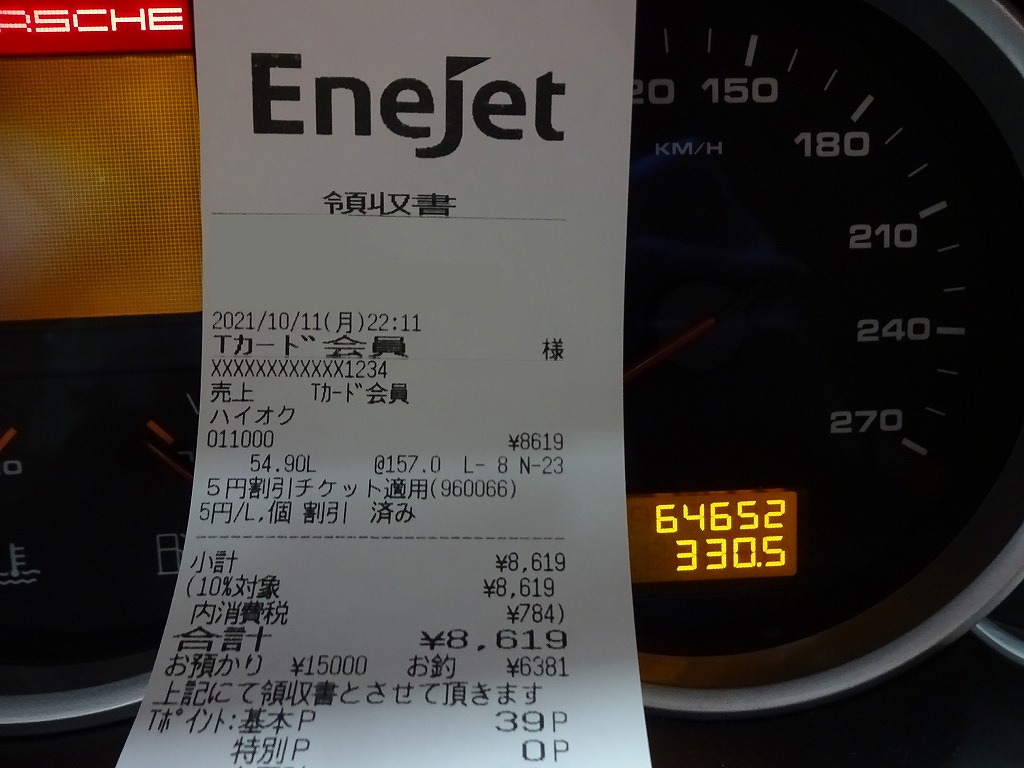 RSCHE
EneJet
領収書
2021/10/11(月)22:11
Tカード会員 様
XXXXXXXXXXXX1234
売上 Tカード会員
ハイオク
011000 ¥8619
54.90L @157.0 L- 8 N-23
5円割引チケット適用(960066)
5円/L,個 割引 済み
小計 ¥8,619
(10%対象 ¥8,619
内消費税 ¥784)
合計 ¥8,619
お預かり ¥15000 お釣 ¥6381
上記にて領収書とさせて頂きます
Tポイント:基本P 39P
特別P 0P
20 150
KM/H
180
210
240
270
64652
330.5